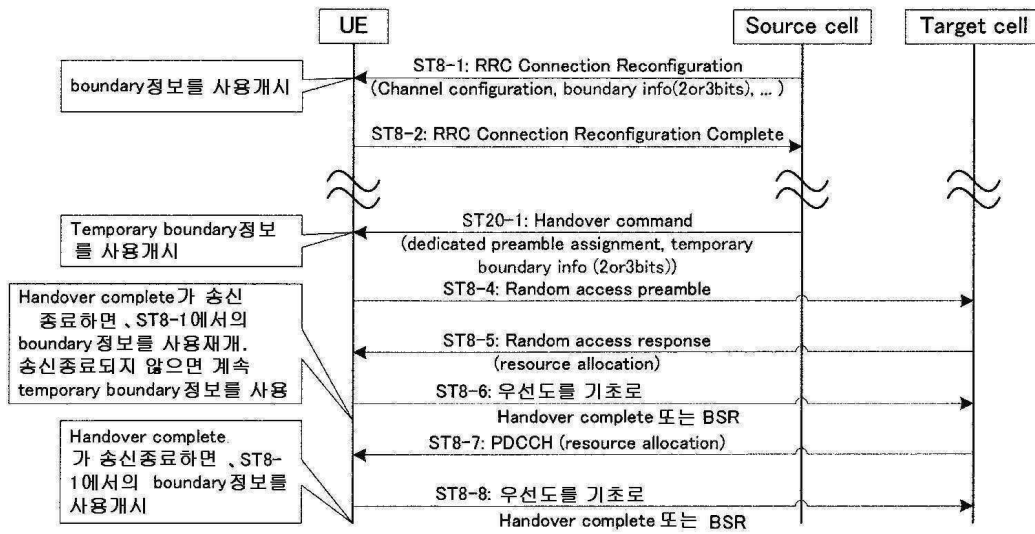 UE
Source cell
Target cell
boundary정보를 사용개시
ST8-1: RRC Connection Reconfiguration
(Channel configuration, boundary info(2or3bits), ... )
ST8-2: RRC Connection Reconfiguration Complete
Temporary boundary정보
를 사용개시
ST20-1: Handover command
(dedicated preamble assignment, temporary
boundary info (2or3bits))
ST8-4: Random access preamble
Handover complete가 송신
종료하면、ST8-1에서의
boundary정보를 사용재개.
송신종료되지 않으면 계속
temporary boundary정보를 사용
ST8-5: Random access response
(resource allocation)
ST8-6: 우선도를 기초로
Handover complete 또는 BSR
ST8-7: PDCCH (resource allocation)
Handover complete
가 송신종료하면、ST8-
1에서의 boundary정보를
사용개시
ST8-8: 우선도를 기초로
Handover complete 또는 BSR